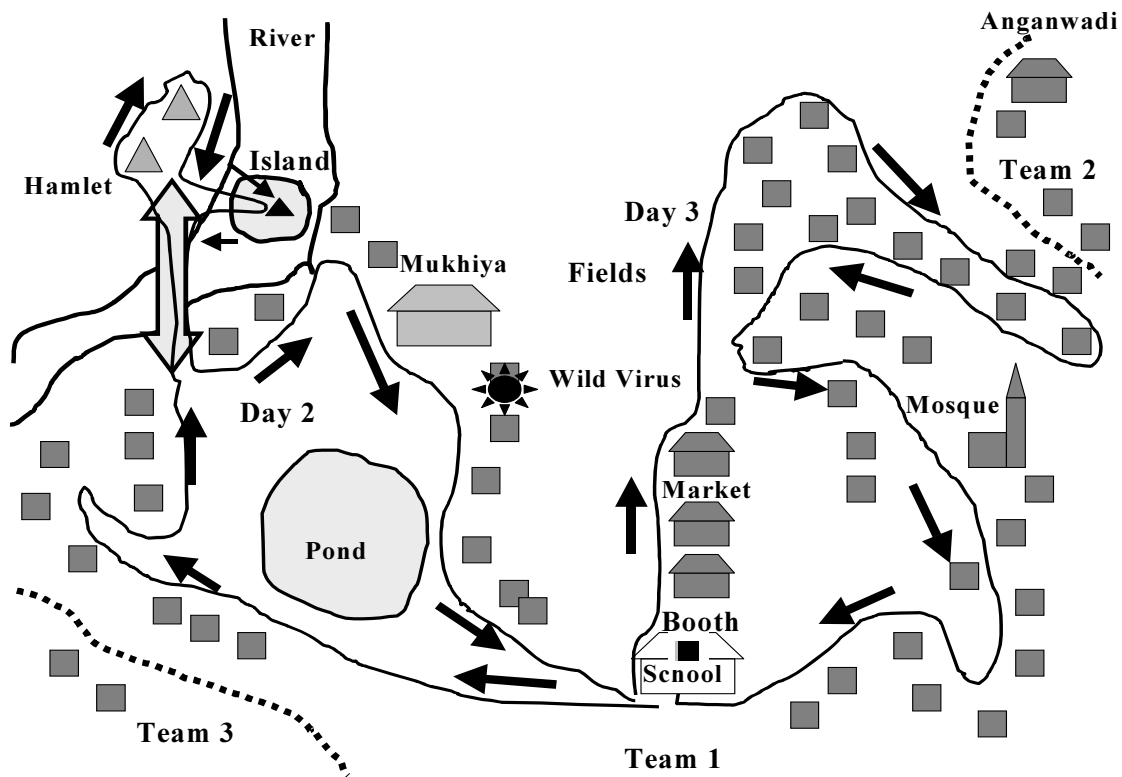 Anganwadi
River
Island
Team 2
Hamlet
Day 3
Mukhiya
Fields
Wild Virus
Day 2
Mosque
Market
Pond
Booth
Scnool
Team 3
Team 1